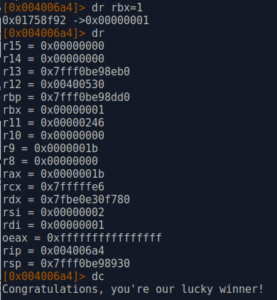 [0x004006a4]> dr rbx=1
0x01758f92 ->0x00000001
[0x004006a4]> dr
r15 = 0x00000000
r14 = 0x00000000
r13 = 0x7fff0be98eb0
r12 = 0x00400530
rbp = 0x7fff0be98dd0
rbx = 0x00000001
r11 = 0x00000246
r10 = 0x00000000
r9 = 0x0000001b
r8 = 0x00000000
rax = 0x0000001b
rcx = 0x7fffffe6
rdx = 0x7fbe0e30f780
rsi = 0x00000002
rdi = 0x00000001
oeax = 0xffffffffffffffff
rip = 0x004006a4
rsp = 0x7fff0be98930
[0x004006a4]> dc
Congratulations, you're our lucky winner!